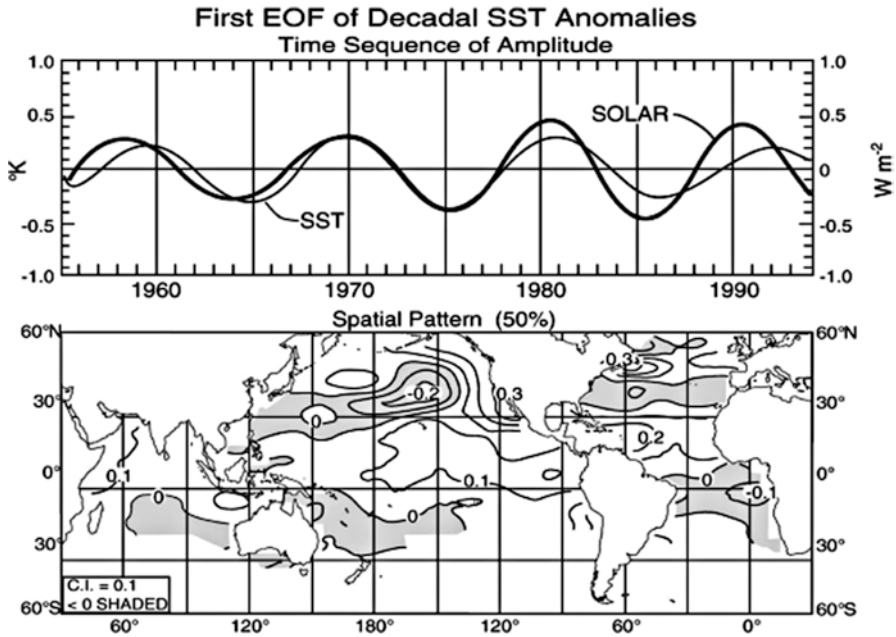 First EOF of Decadal SST Anomalies
Time Sequence of Amplitude
1.0 1.0
0.5 SOLAR 0.5
°K 0 0 W m-2
-0.5 SST -0.5
-1.0 -1.0
1960 1970 1980 1990
Spatial Pattern (50%)
60°N 60°N
0.3
-0.2 0.3
30°N 30°N
0 0.2
0° 0.1 0.1 0 0°
0 0 -0.1
30° 30°
C.I. = 0.1
< 0 SHADED
60°S 60°S
60° 120° 180° 120° 60° 0°